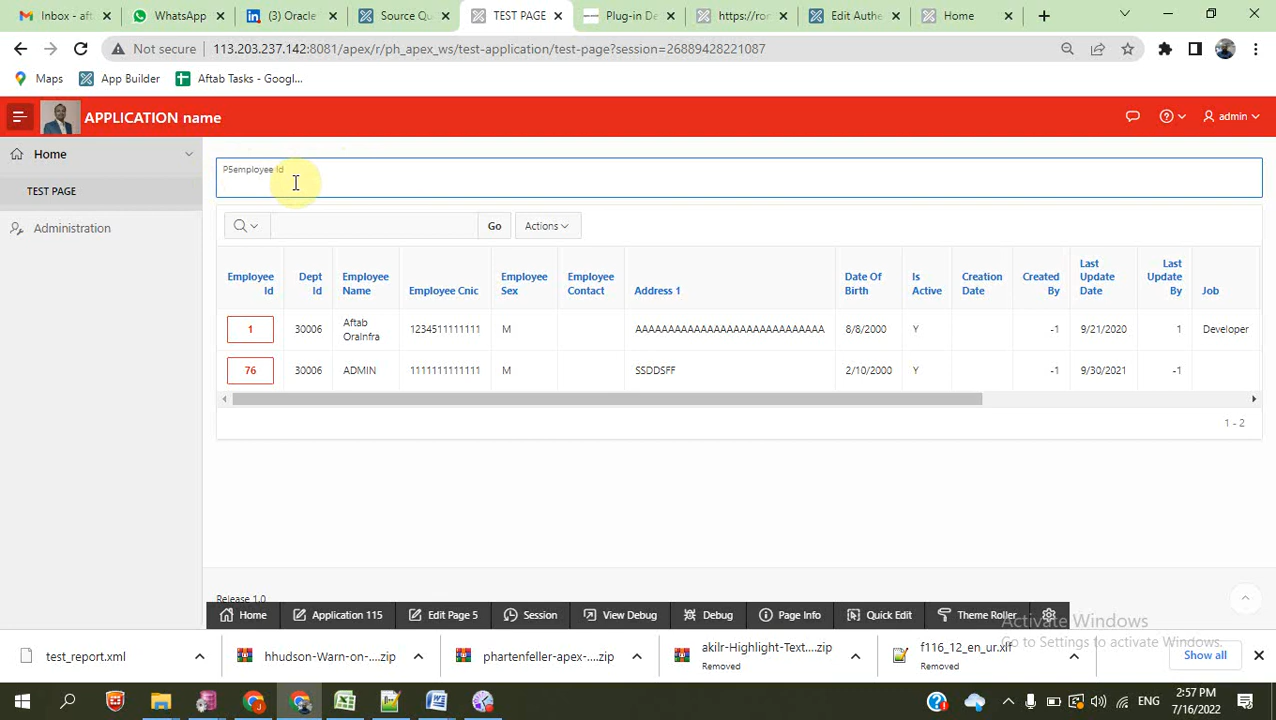 Inbox - af
WhatsApp
(3) Oracle
Source Qu
TEST PAGE
Plug-in De
https://ror
Edit Authe
Home
Not secure
113.203.237.142:8081/apex/r/ph_apex_ws/test-application/test-page?session=26889428221087
Maps
App Builder
Aftab Tasks - Googl...
APPLICATION name
admin
Home
TEST PAGE
Administration
P5employee Id
Go
Actions
Employee Id
Dept Id
Employee Name
Employee Cnic
Employee Sex
Employee Contact
Address 1
Date Of Birth
Is Active
Creation Date
Created By
Last Update Date
Last Update By
Job
1
30006
Aftab OraInfra
1234511111111
M
AAAAAAAAAAAAAAAAAAAAAAAAAAAAA
8/8/2000
Y
-1
9/21/2020
1
Developer
76
30006
ADMIN
1111111111111
M
SSDDSFF
2/10/2000
Y
-1
9/30/2021
-1
1 - 2
Release 1.0
Home
Application 115
Edit Page 5
Session
View Debug
Debug
Page Info
Quick Edit
Theme Roller
Activate Windows
Go to Settings to activate Windows.
test_report.xml
hhudson-Warn-on-....zip
phartenfeller-apex-....zip
akilr-Highlight-Text....zip
Removed
f116_12_en_ur.xlf
Removed
Show all
ENG
2:57 PM
7/16/2022